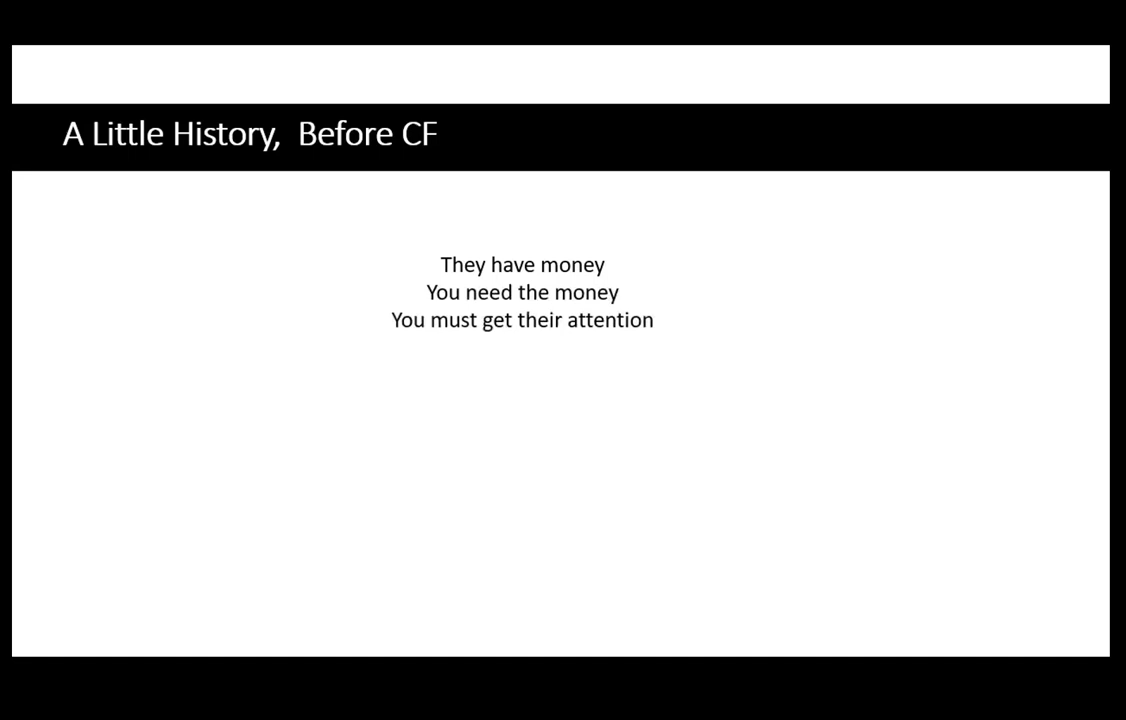 A Little History,  Before CF
They have money
You need the money
You must get their attention